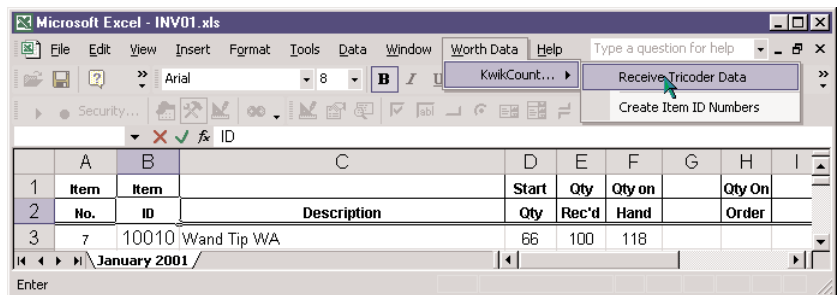 Microsoft Excel - INV01.xls
File Edit View Insert Format Tools Data Window Worth Data Help Type a question for help
Arial 8 B I U
KwikCount...
Receive Tricoder Data
Security...
Create Item ID Numbers
fx ID
A B C D E F G H I
1 Item Item Start Qty Qty on Qty On
2 No. ID Description Qty Rec'd Hand Order
3 7 10010 Wand Tip WA 66 100 118
January 2001
Enter